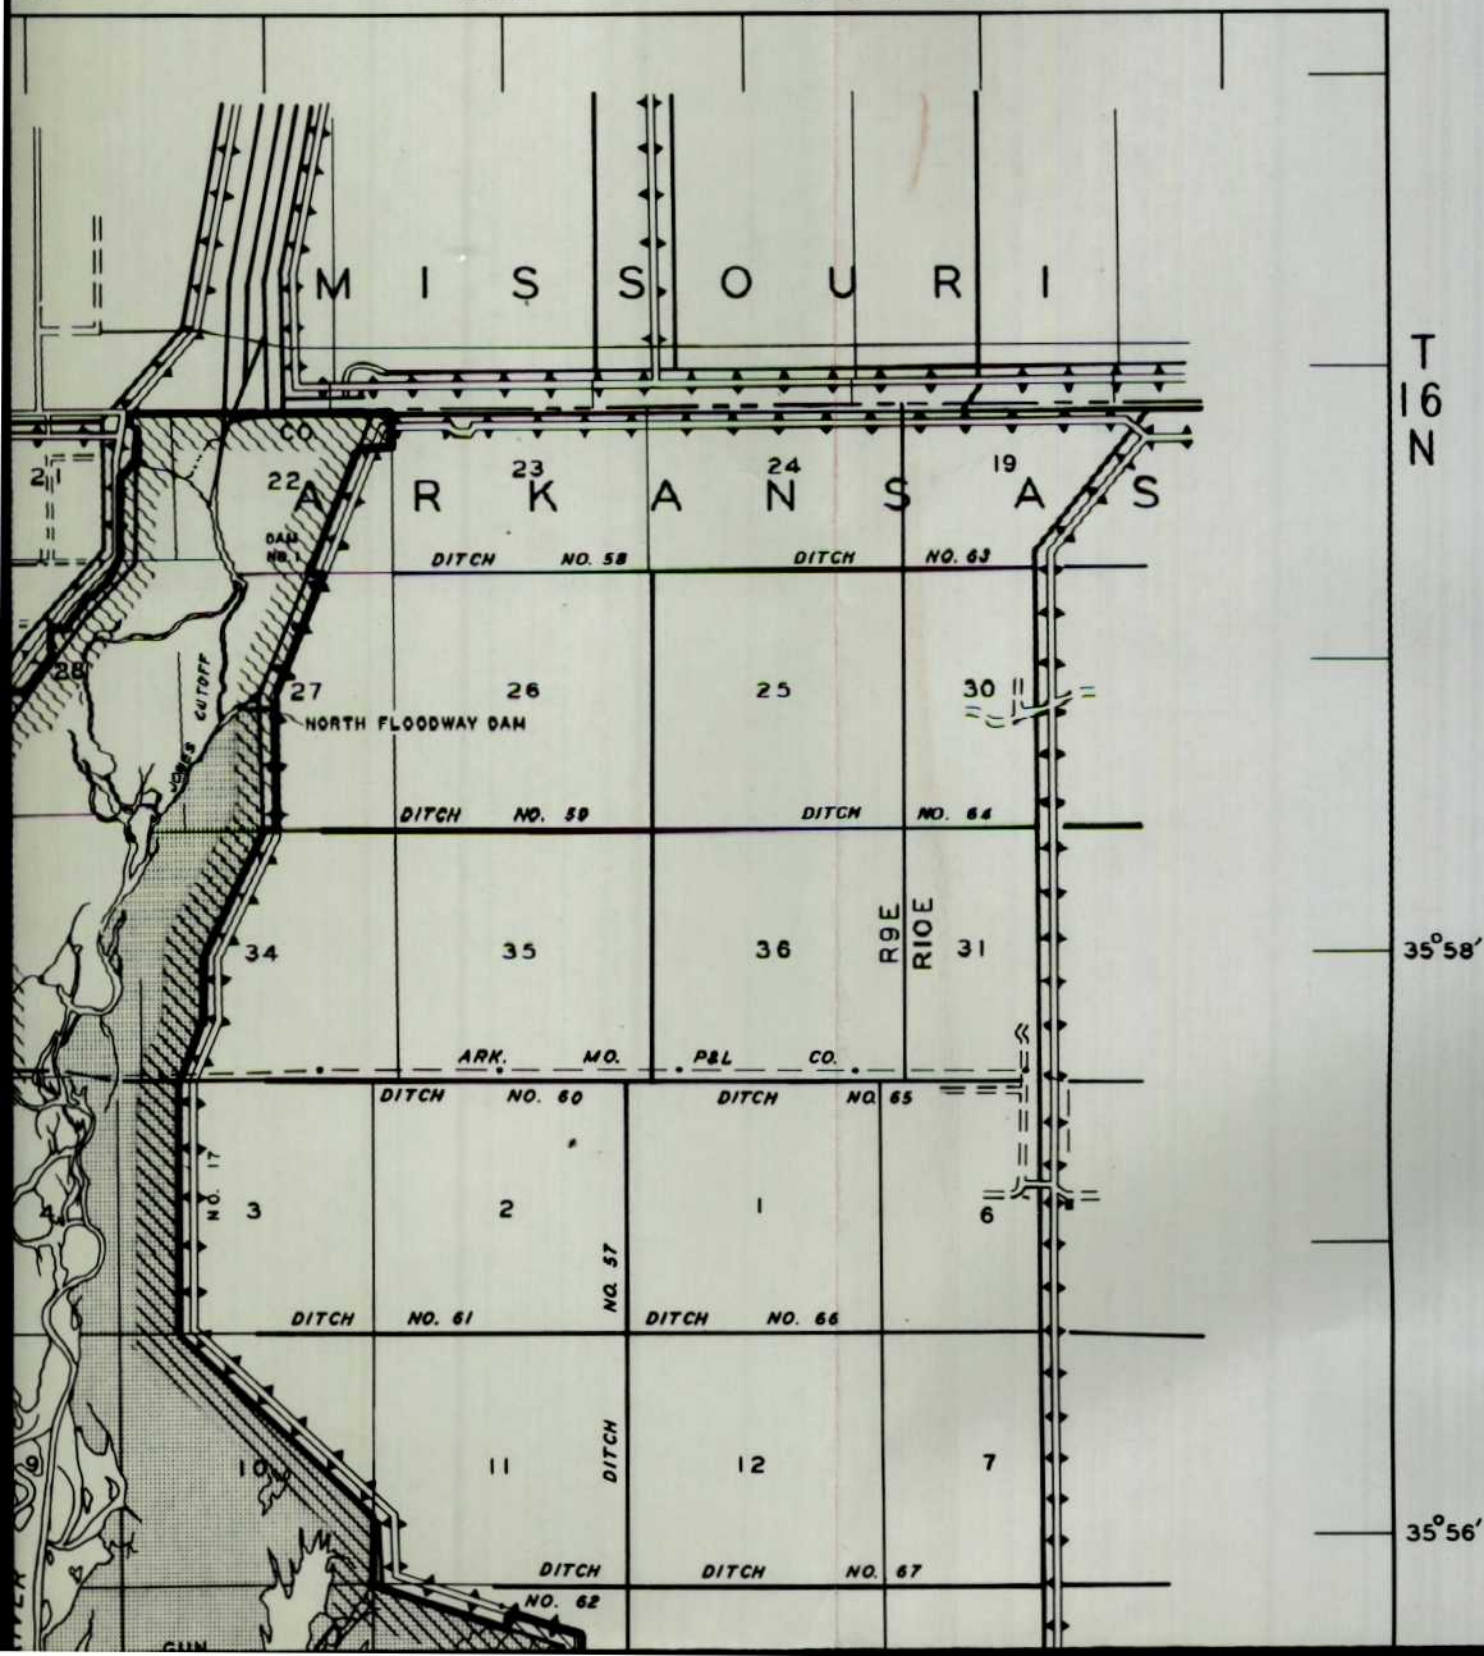 MISSOURI
T
16
N
CO.
21
22
23
24
19
ARKANSAS
DAM
NO. 1
DITCH NO. 58
DITCH NO. 63
28
27
26
25
30
JONES CUTOFF
NORTH FLOODWAY DAM
DITCH NO. 59
DITCH NO. 64
34
35
36
R9E
R10E
31
35°58'
ARK. MO. P&L CO.
DITCH NO. 60
DITCH NO. 65
NO. 17
4
3
2
1
6
DITCH NO. 57
DITCH NO. 61
DITCH NO. 66
9
10
11
12
7
35°56'
DITCH NO. 62
DITCH NO. 67
GUN